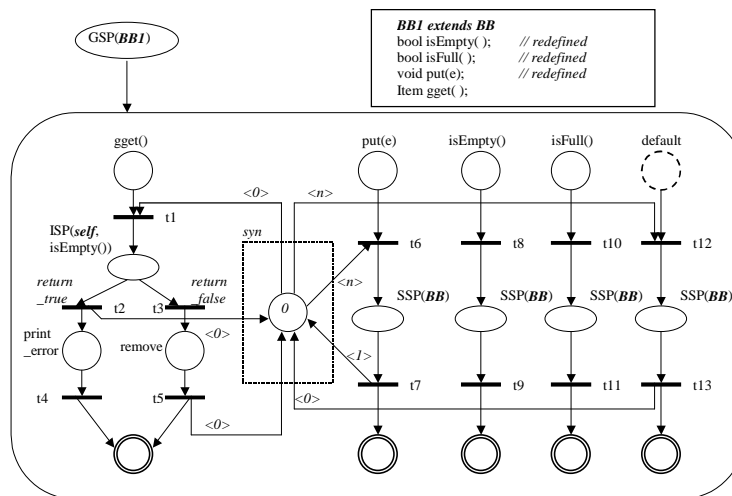 GSP(BB1)
BB1 extends BB
bool isEmpty( ); // redefined
bool isFull( ); // redefined
void put(e); // redefined
Item gget( );
gget() put(e) isEmpty() isFull() default
<0> <n>
t1
ISP(self,
isEmpty())
syn
t6 t8 t10 t12
return
_true
return
_false
<n>
t2 t3
0
SSP(BB) SSP(BB) SSP(BB) SSP(BB)
print
_error
remove
<0>
<1>
t4 t5 t7 t9 t11 t13
<0>
<0>